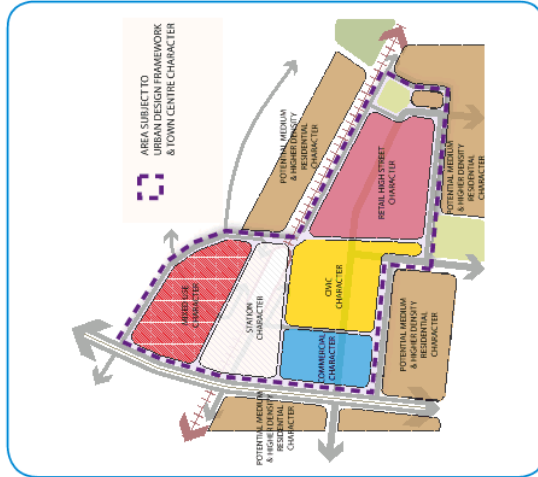 AREA SUBJECT TO
URBAN DESIGN FRAMEWORK
& TOWN CENTRE CHARACTER
POTENTIAL MEDIUM
& HIGHER DENSITY
RESIDENTIAL
CHARACTER
MIXED USE
CHARACTER
STATION
CHARACTER
RETAIL HIGH STREET
CHARACTER
CIVIC
CHARACTER
COMMERCIAL
CHARACTER
POTENTIAL MEDIUM
& HIGHER DENSITY
RESIDENTIAL
CHARACTER
POTENTIAL MEDIUM
& HIGHER DENSITY
RESIDENTIAL
CHARACTER
POTENTIAL MEDIUM
& HIGHER DENSITY
RESIDENTIAL
CHARACTER